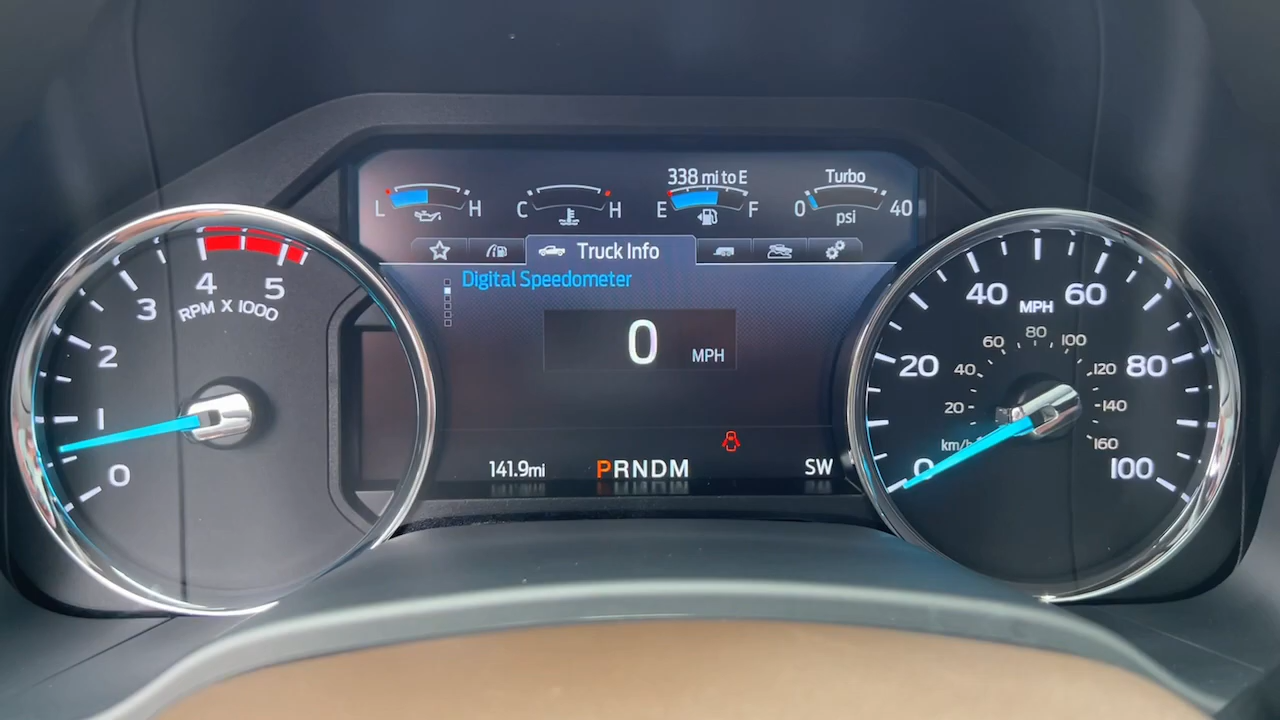 338 mi to E
Turbo
L H
C H
E F
0 40
psi
Truck Info
Digital Speedometer
0 MPH
141.9mi
PRNDM
SW
0
1
2
3
4
5
RPM X 1000
0
20
40
60
80
100
MPH
km/h
20
40
60
80
100
120
140
160